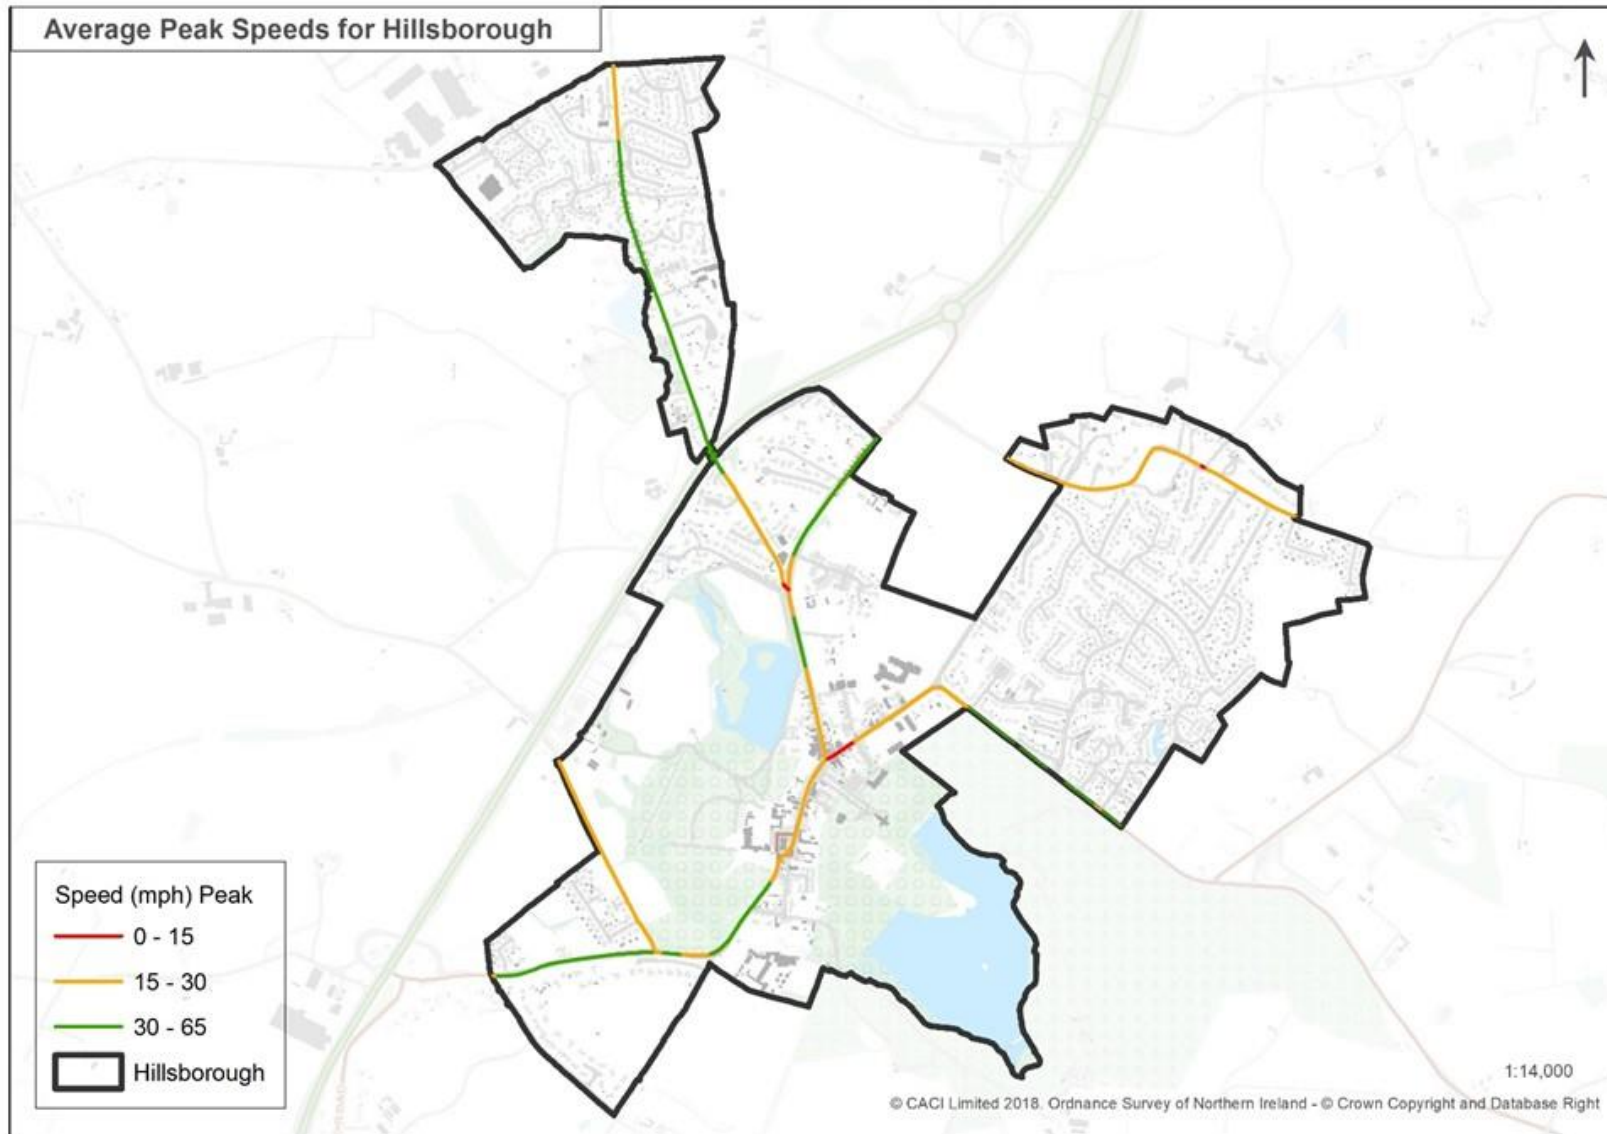 Average Peak Speeds for Hillsborough
Speed (mph) Peak
0 - 15
15 - 30
30 - 65
Hillsborough
1:14,000
© CACI Limited 2018. Ordnance Survey of Northern Ireland - © Crown Copyright and Database Right